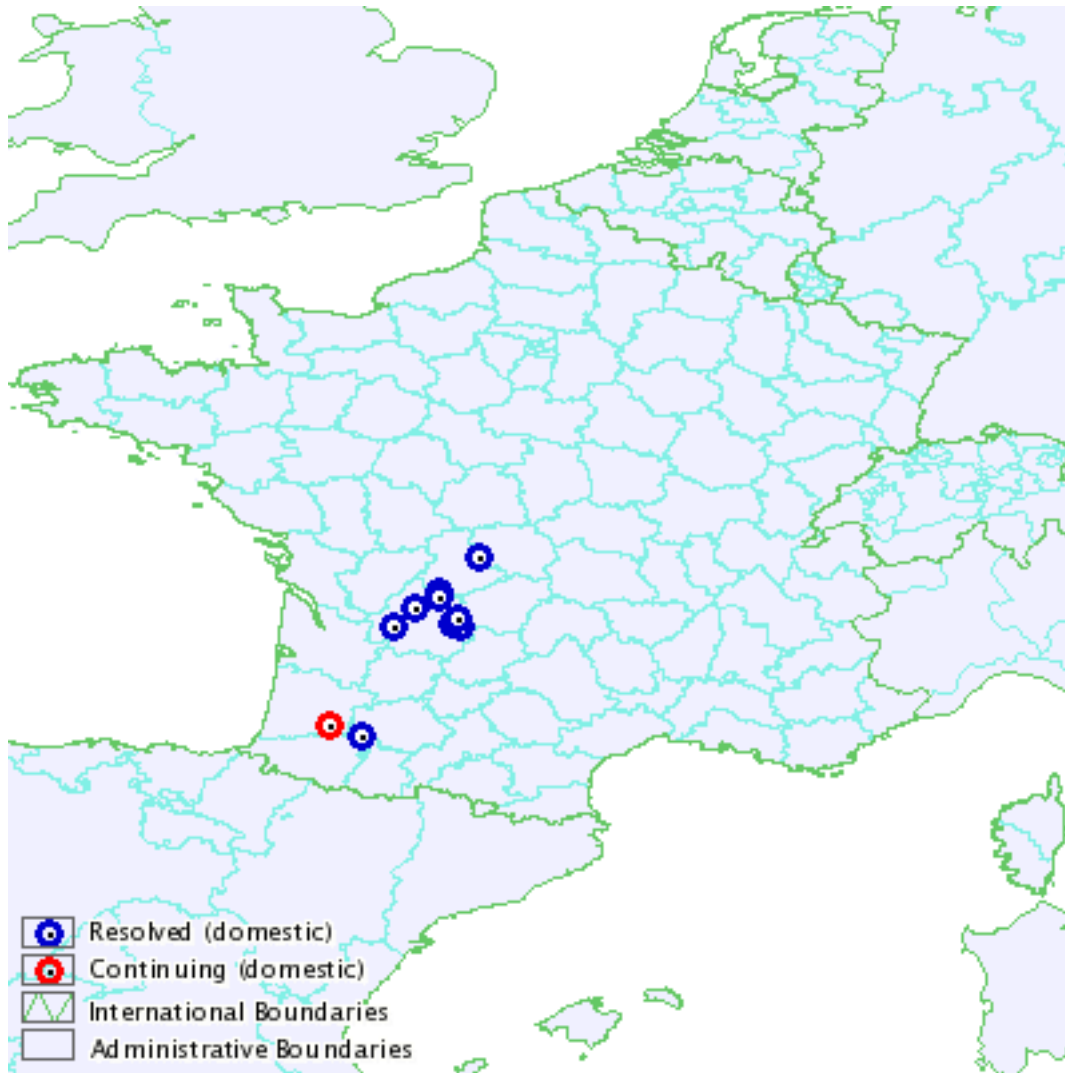 Resolved (domestic)
Continuing (domestic)
International Boundaries
Administrative Boundaries